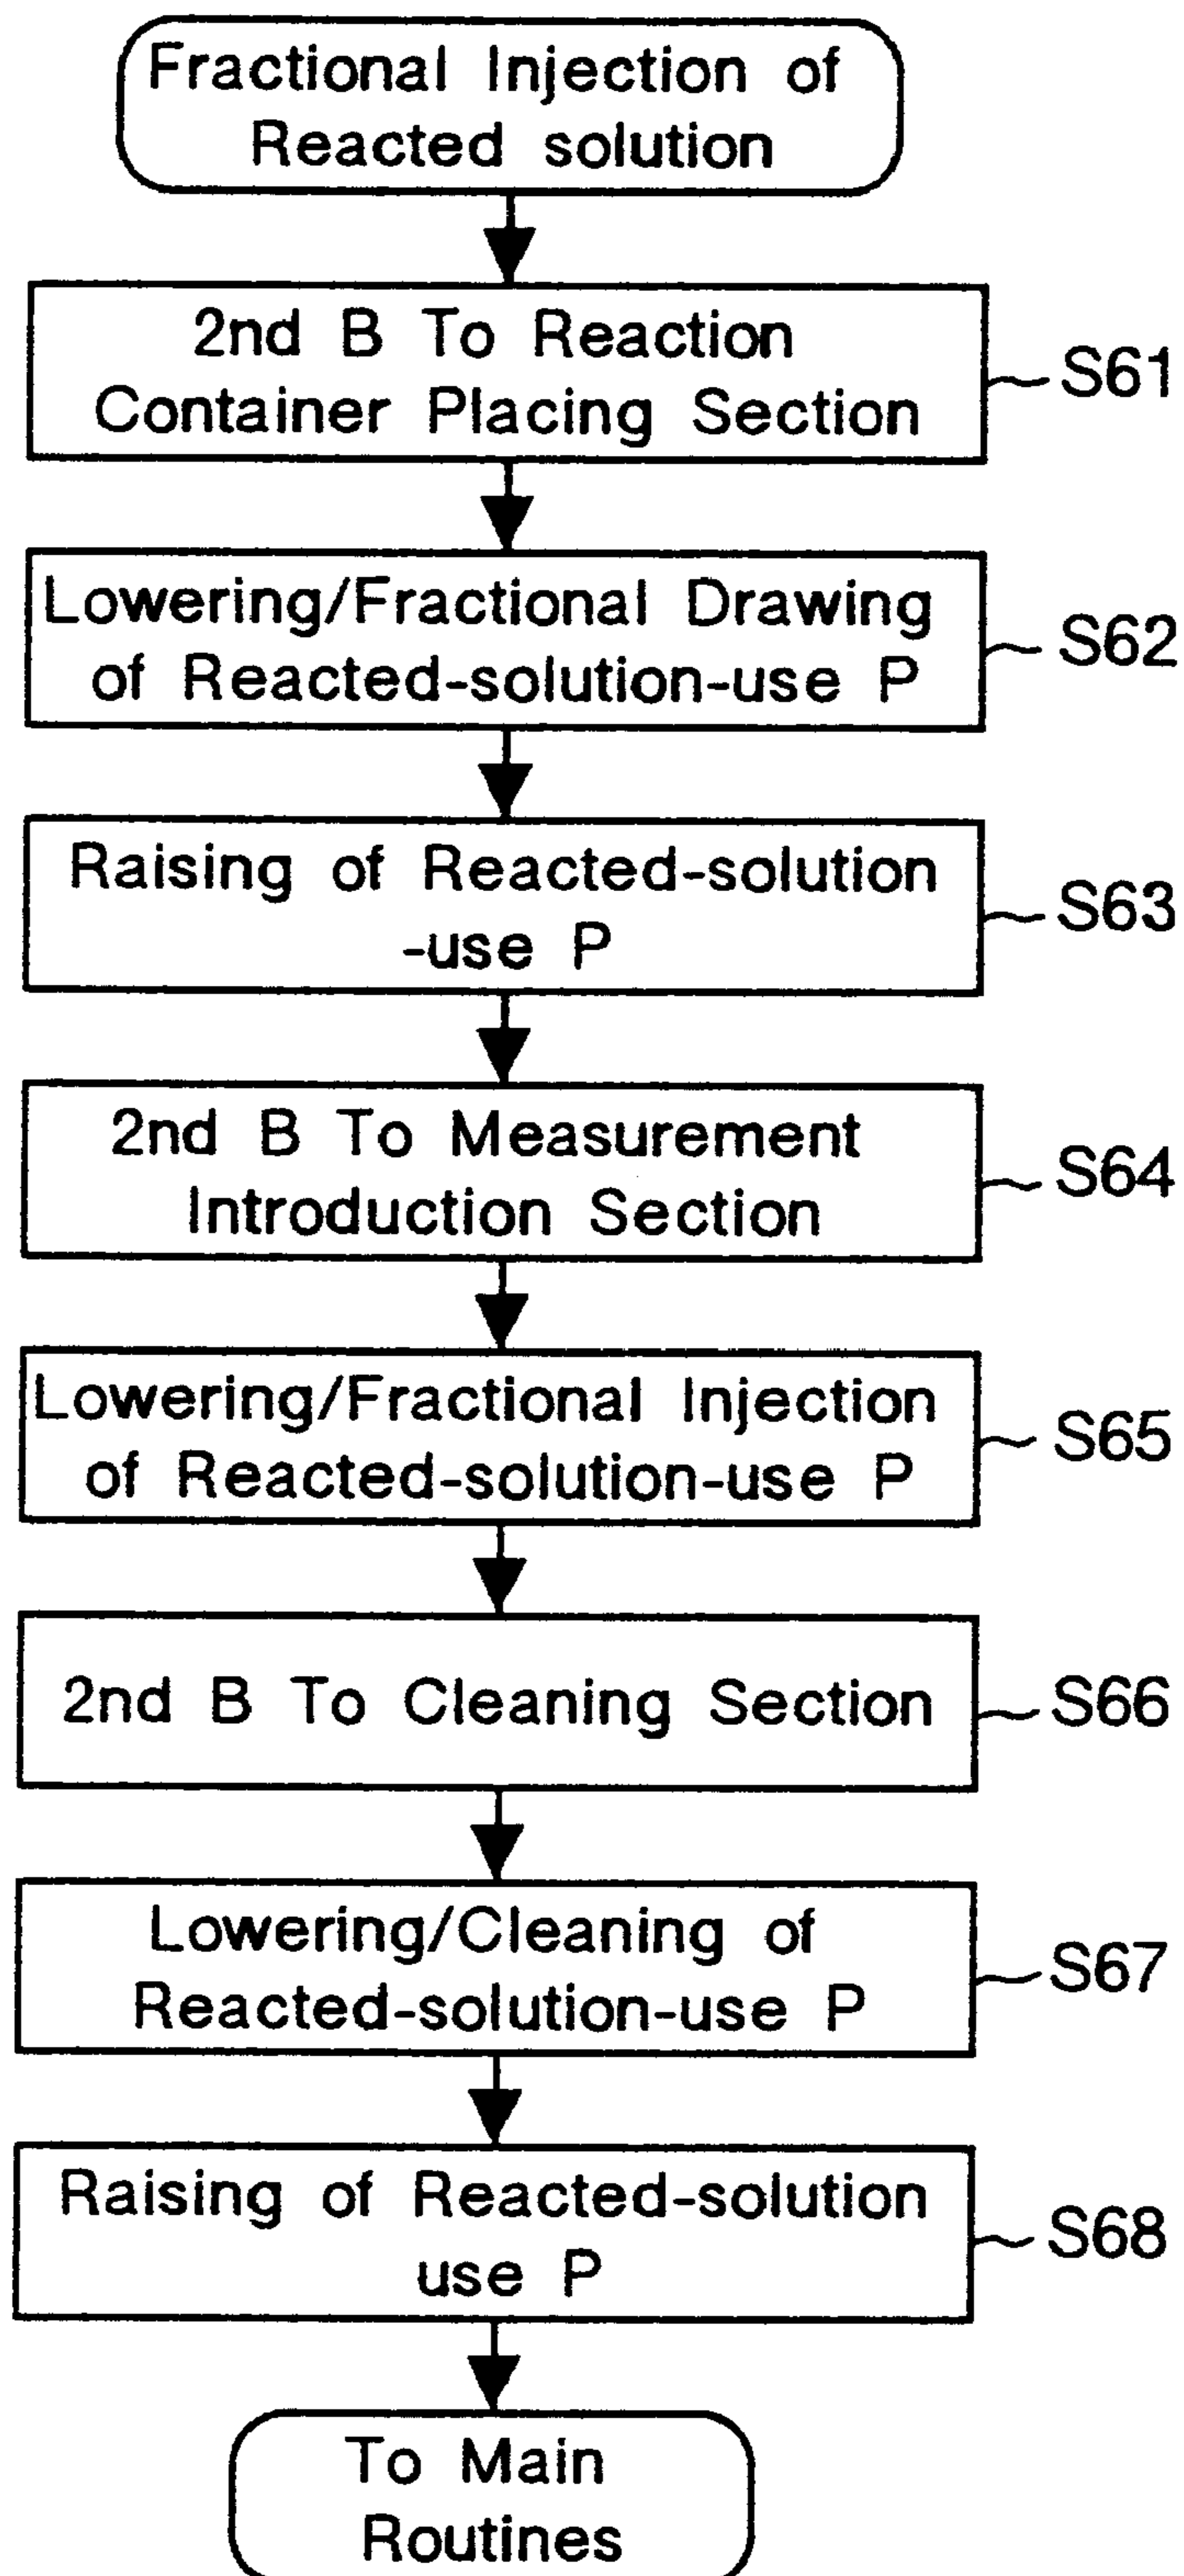 Fractional Injection of
Reacted solution
2nd B To Reaction
Container Placing Section
S61
Lowering/Fractional Drawing
of Reacted-solution-use P
S62
Raising of Reacted-solution
-use P
S63
2nd B To Measurement
Introduction Section
S64
Lowering/Fractional Injection
of Reacted-solution-use P
S65
2nd B To Cleaning Section
S66
Lowering/Cleaning of
Reacted-solution-use P
S67
Raising of Reacted-solution
use P
S68
To Main
Routines